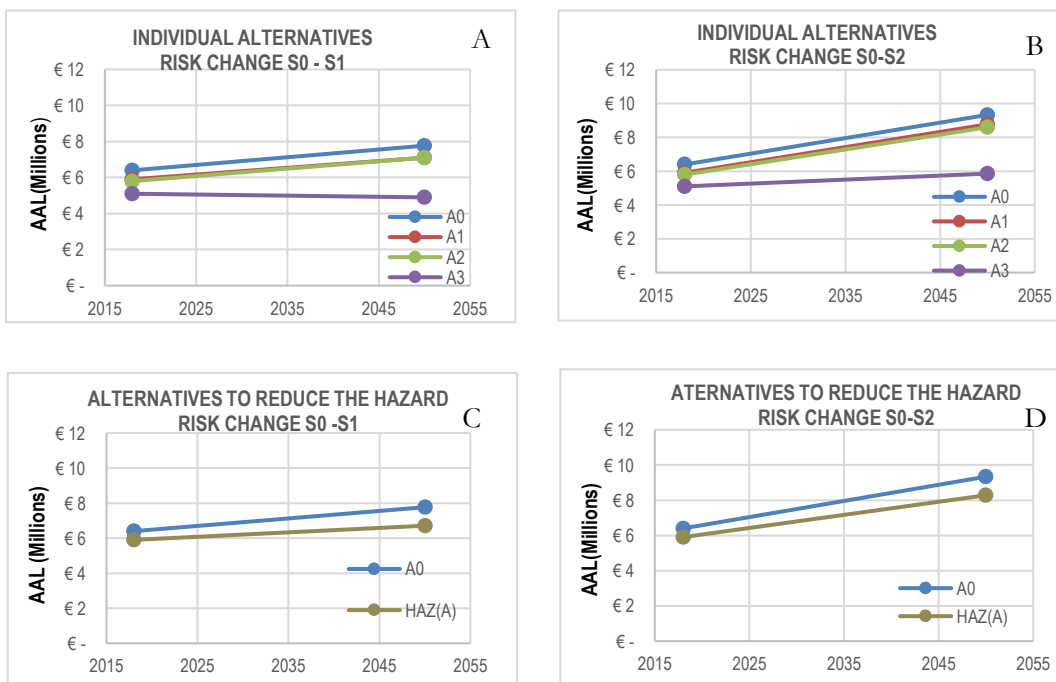 INDIVIDUAL ALTERNATIVES
RISK CHANGE S0 - S1
A
AAL(Millions)
€ 12
€ 10
€ 8
€ 6
€ 4
€ 2
€ -
2015 2025 2035 2045 2055
A0
A1
A2
A3
INDIVIDUAL ALTERNATIVES
RISK CHANGE S0-S2
B
AAL(Millions)
€ 12
€ 10
€ 8
€ 6
€ 4
€ 2
€ -
2015 2025 2035 2045 2055
A0
A1
A2
A3
ALTERNATIVES TO REDUCE THE HAZARD
RISK CHANGE S0 -S1
C
AAL (Millions)
€ 12
€ 10
€ 8
€ 6
€ 4
€ 2
€ -
2015 2025 2035 2045 2055
A0
HAZ(A)
ATERNATIVES TO REDUCE THE HAZARD
RISK CHANGE S0-S2
D
AAL(Millions)
€ 12
€ 10
€ 8
€ 6
€ 4
€ 2
€ -
2015 2025 2035 2045 2055
A0
HAZ(A)